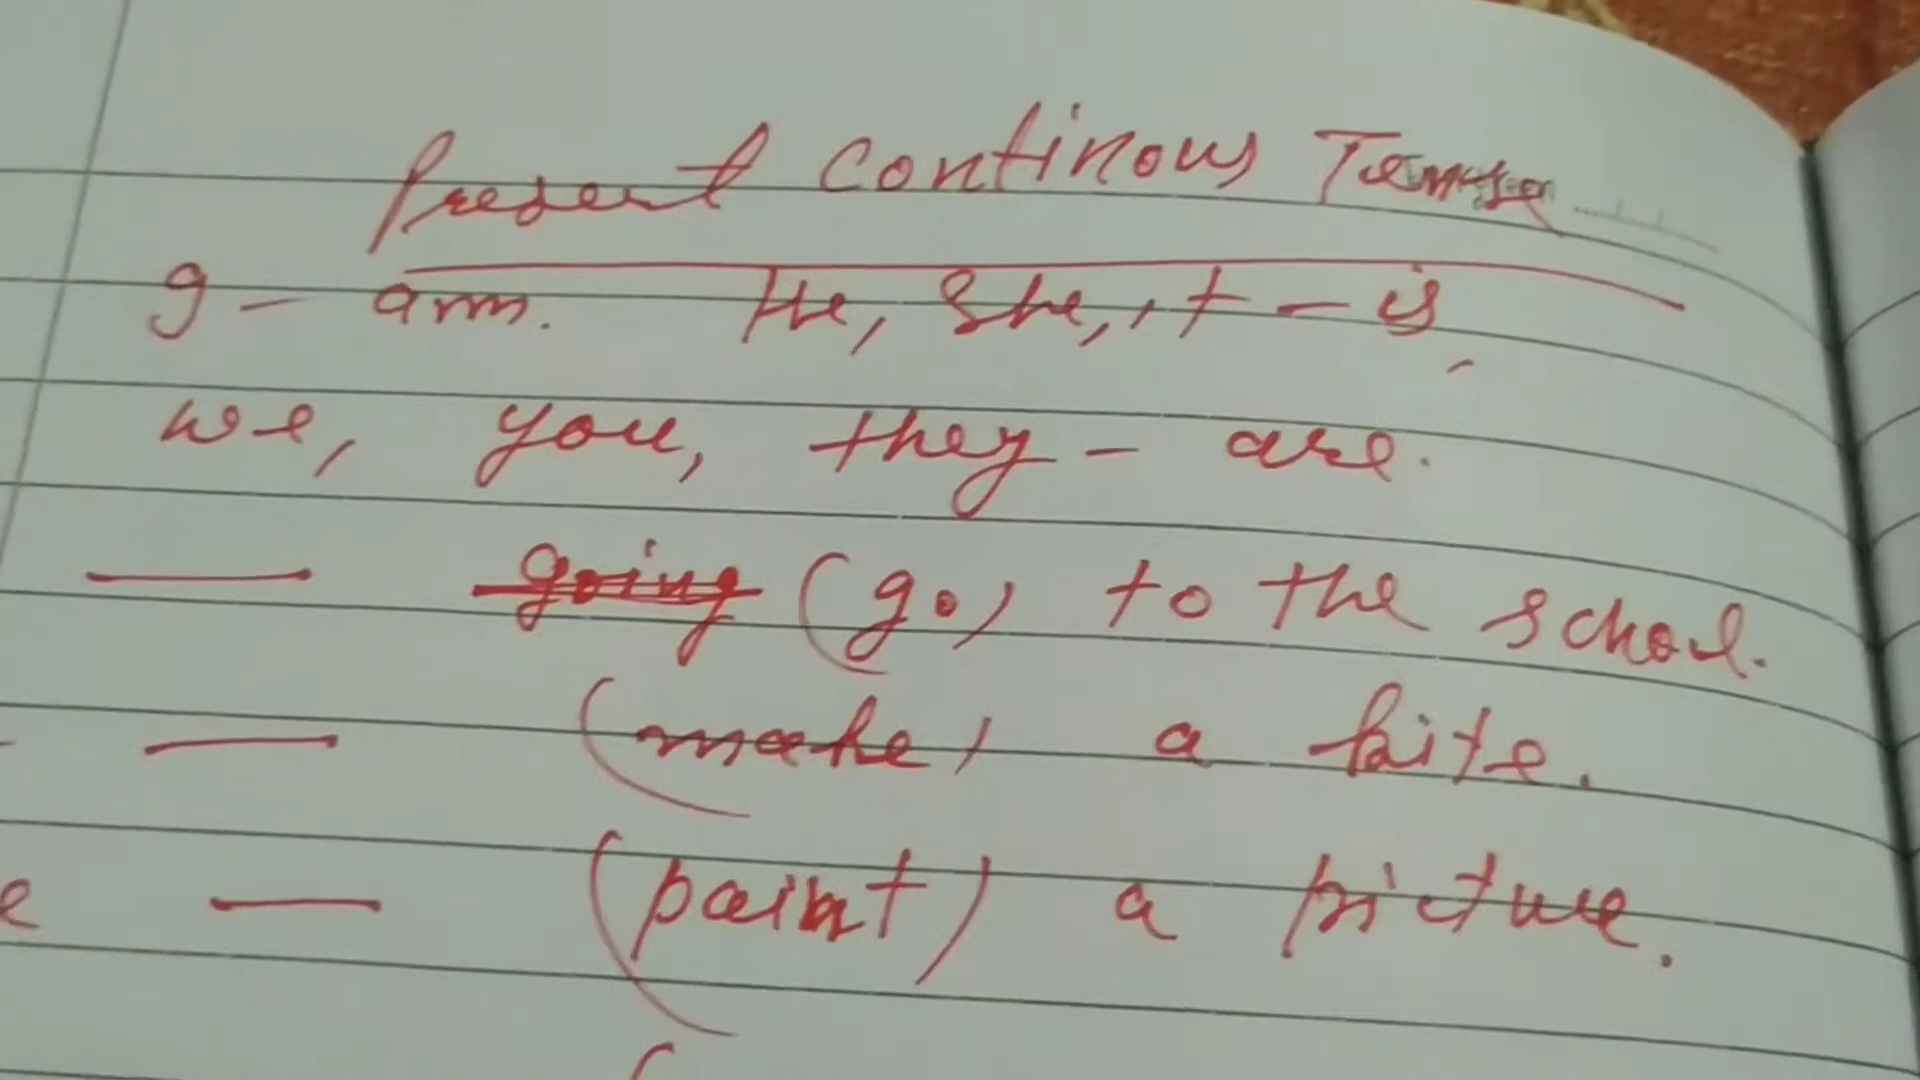 Present Continous Tense
I - am. He, She, it - is,
we, you, they - are.
— going (go) to the school.
— (make) a kite.
e — (paint) a picture.